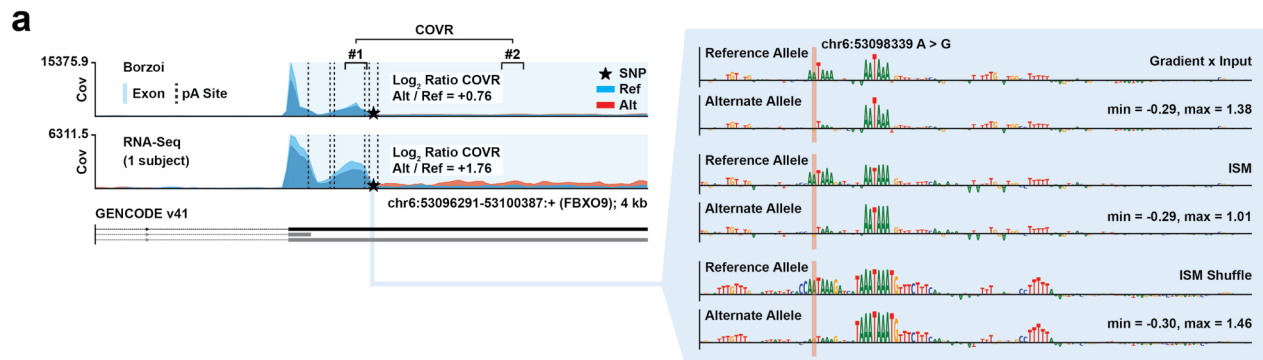 a
COVR
#1
#2
15375.9
Cov
Borzoi
Exon
pA Site
Log2 Ratio COVR
Alt / Ref = +0.76
SNP
Ref
Alt
6311.5
Cov
RNA-Seq
(1 subject)
Log2 Ratio COVR
Alt / Ref = +1.76
chr6:53096291-53100387:+ (FBXO9); 4 kb
GENCODE v41
chr6:53098339 A > G
Reference Allele
Gradient x Input
Alternate Allele
min = -0.29, max = 1.38
Reference Allele
ISM
Alternate Allele
min = -0.29, max = 1.01
Reference Allele
ISM Shuffle
Alternate Allele
min = -0.30, max = 1.46